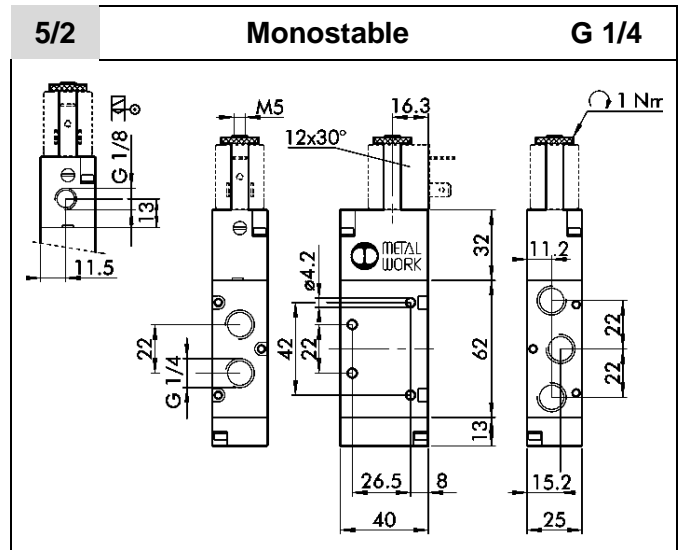 5/2 Monostable G 1/4
M5
16.3
1 Nm
12x30°
G 1/8
13
11.5
METAL
WORK
32
11.2
ø4.2
22
G 1/4
42
22
62
22
22
13
26.5
8
15.2
40
25